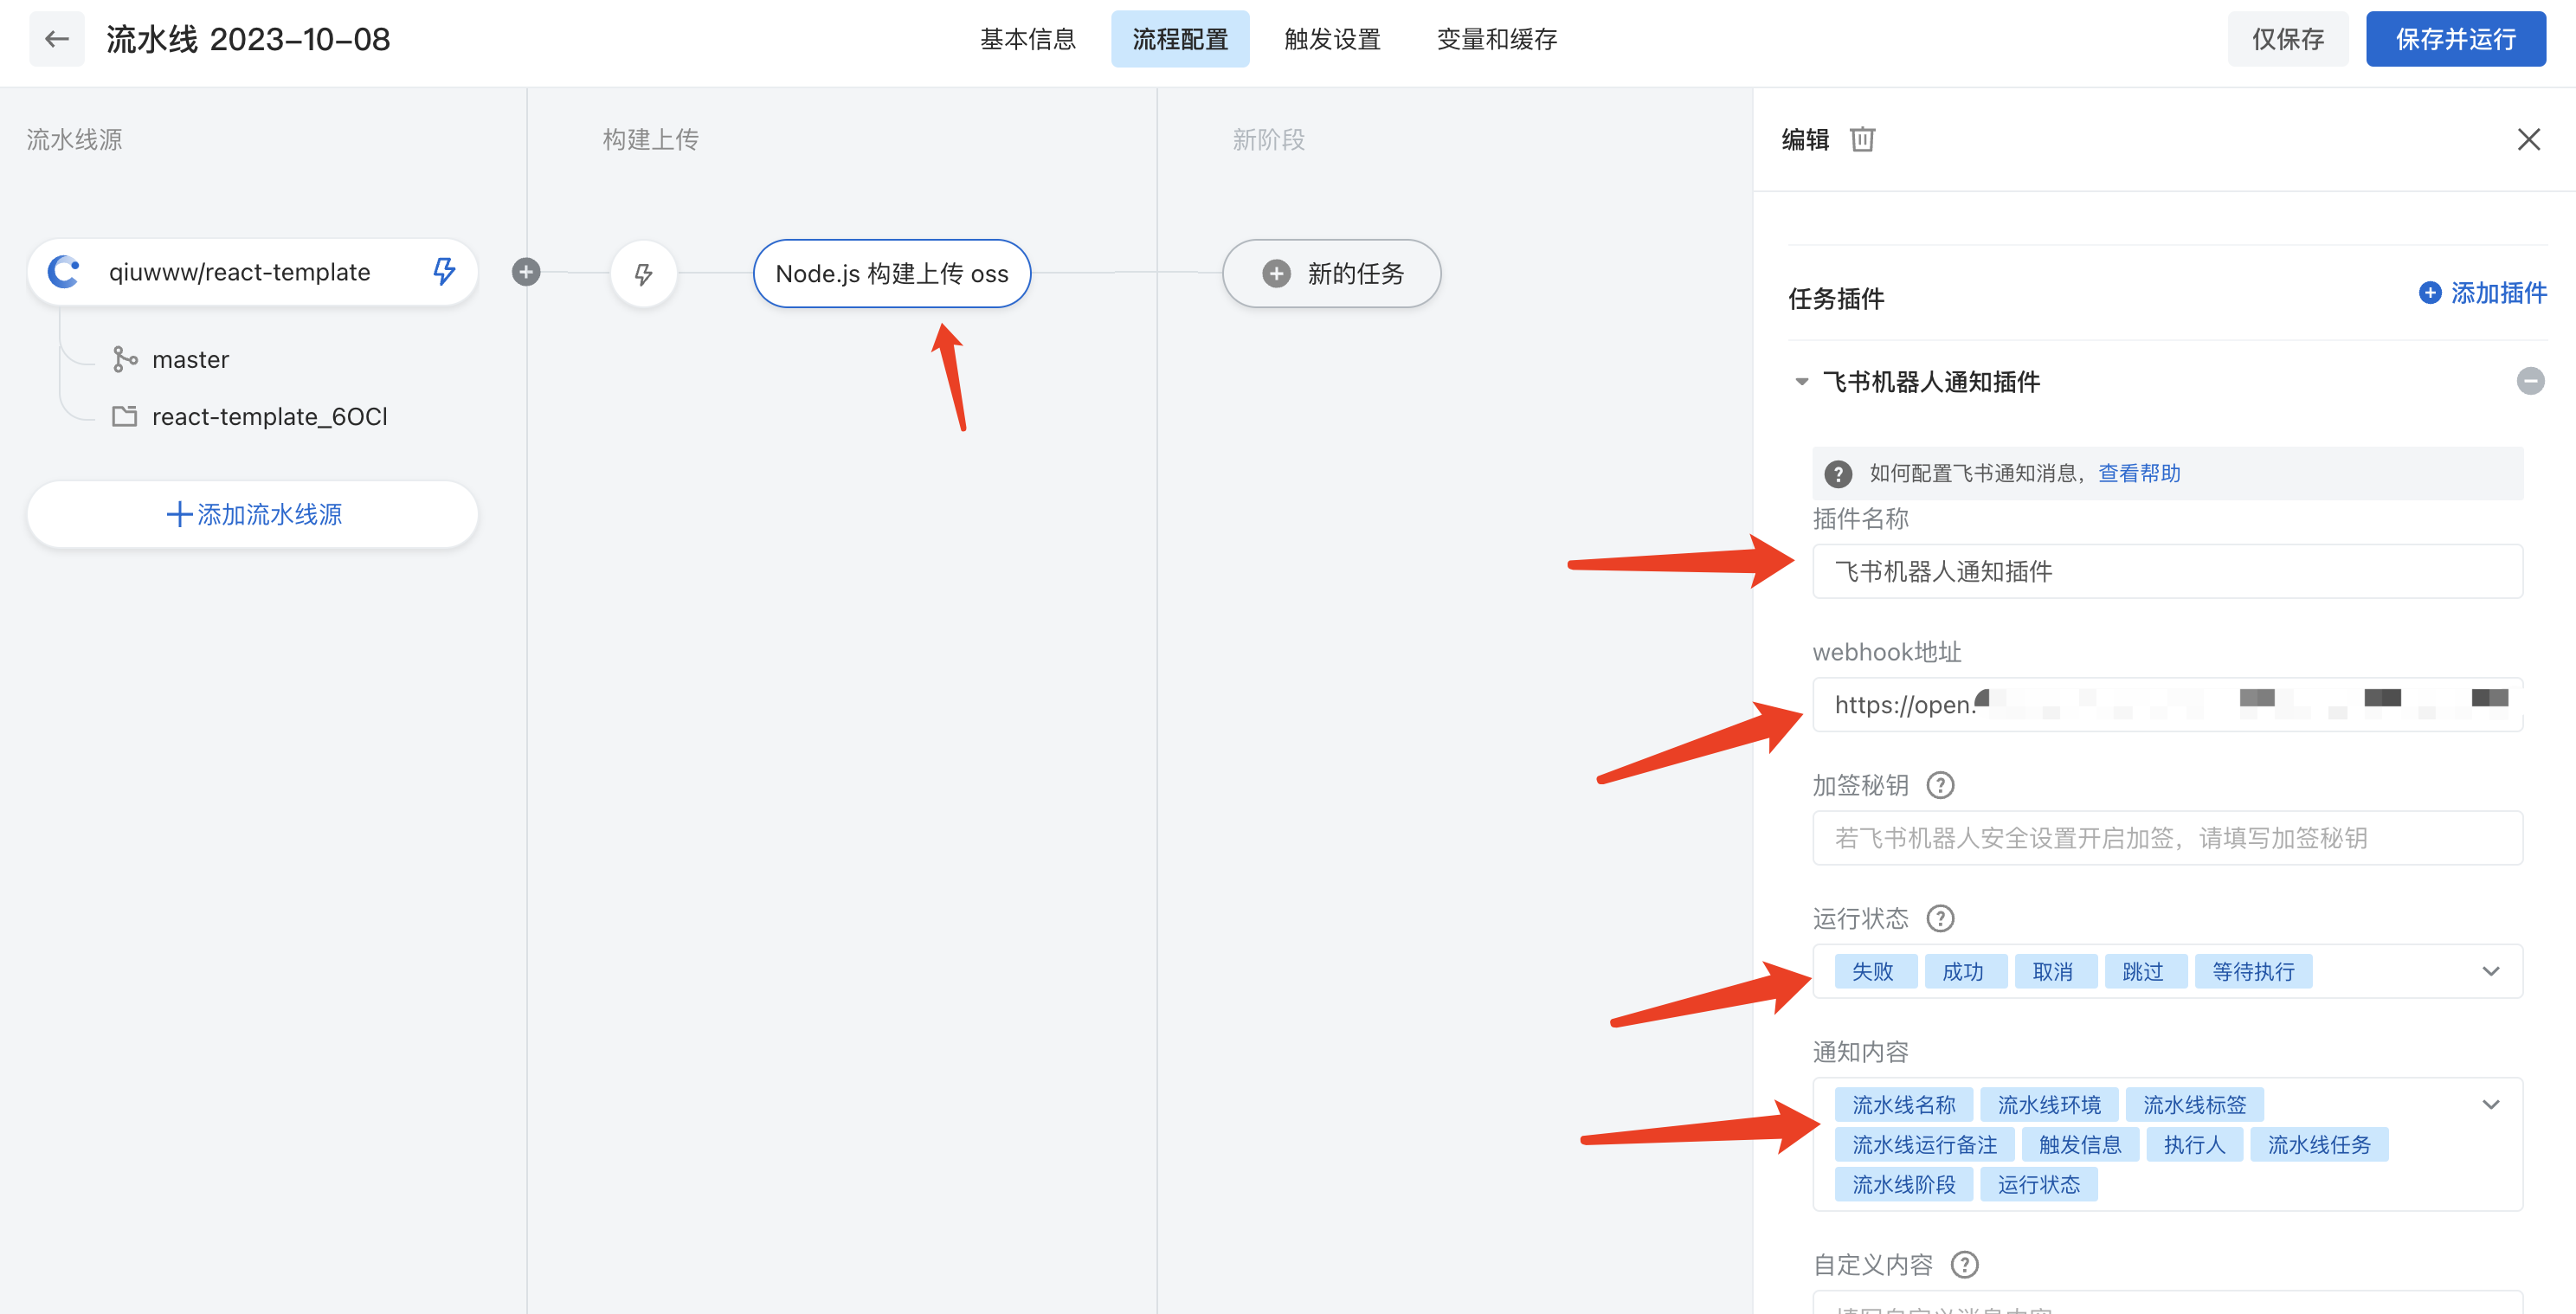 流水线 2023-10-08
基本信息
流程配置
触发设置
变量和缓存
仅保存
保存并运行
流水线源
构建上传
新阶段
qiuwww/react-template
master
react-template_6OCl
添加流水线源
Node.js 构建上传 oss
新的任务
编辑
任务插件
添加插件
飞书机器人通知插件
如何配置飞书通知消息，查看帮助
插件名称
飞书机器人通知插件
webhook地址
https://open.
加签秘钥
若飞书机器人安全设置开启加签，请填写加签秘钥
运行状态
失败 成功 取消 跳过 等待执行
通知内容
流水线名称 流水线环境 流水线标签
流水线运行备注 触发信息 执行人 流水线任务
流水线阶段 运行状态
自定义内容